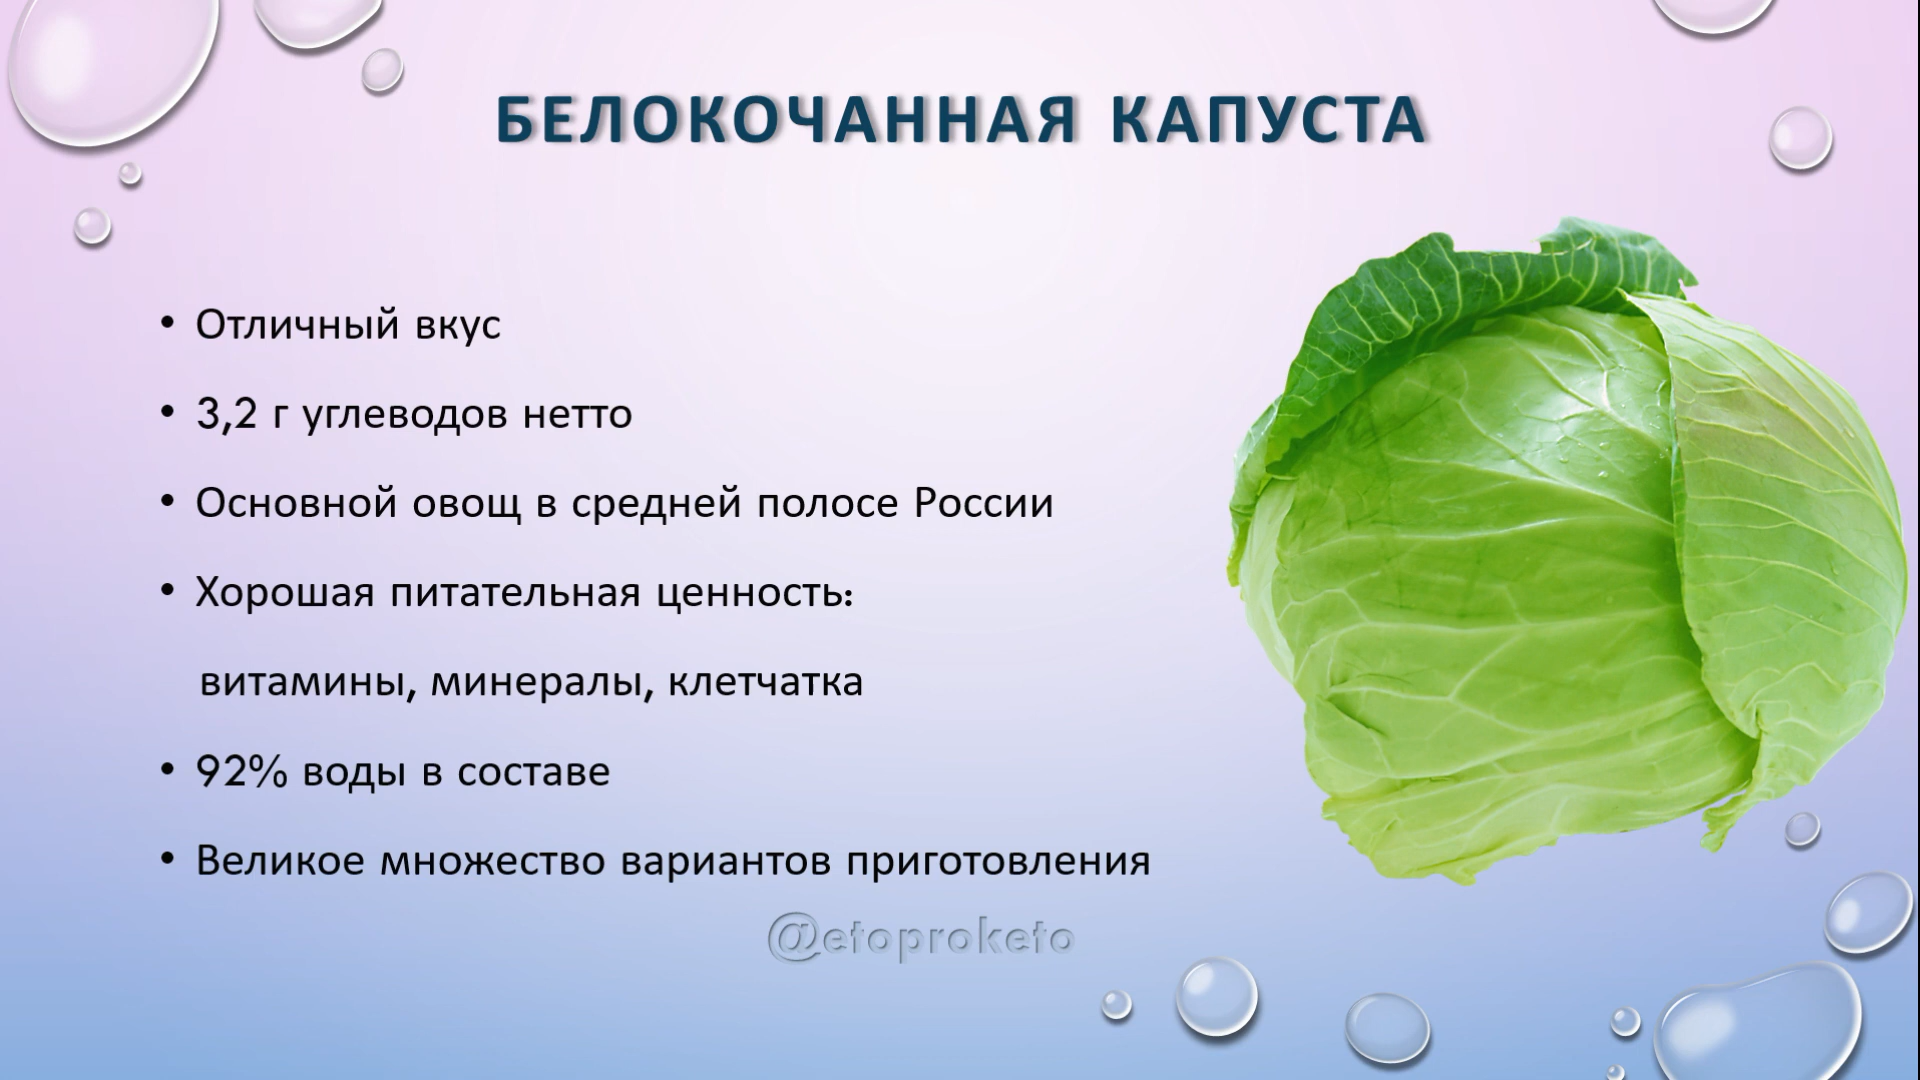 БЕЛОКОЧАННАЯ КАПУСТА
• Отличный вкус
• 3,2 г углеводов нетто
• Основной овощ в средней полосе России
• Хорошая питательная ценность:
витамины, минералы, клетчатка
• 92% воды в составе
• Великое множество вариантов приготовления
@etoproketo